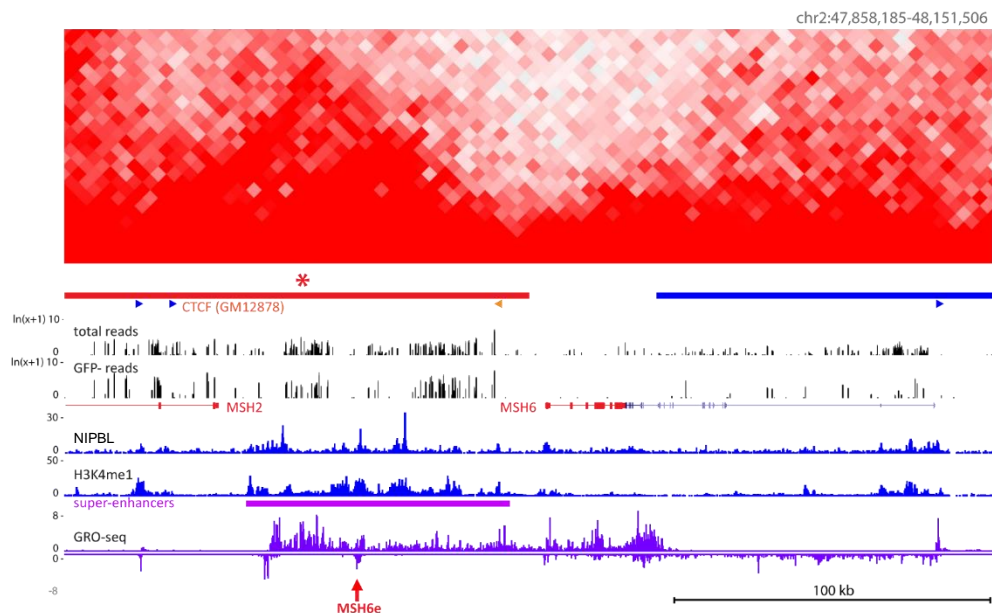 chr2:47,858,185-48,151,506
*
CTCF (GM12878)
ln(x+1) 10 -
total reads
0
ln(x+1) 10 -
GFP- reads
0
MSH2
MSH6
30 -
NIPBL
0
50 -
H3K4me1
0
super-enhancers
8 -
GRO-seq
0
0
-8
100 kb
MSH6e